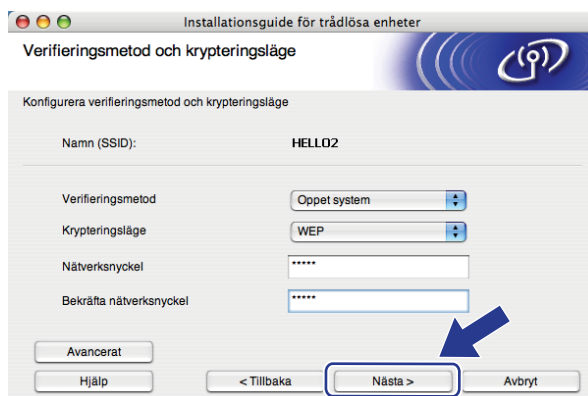 Installationsguide för trådlösa enheter
Verifieringsmetod och krypteringsläge
Konfigurera verifieringsmetod och krypteringsläge
Namn (SSID): HELLO2
Verifieringsmetod Oppet system
Krypteringsläge WEP
Nätverksnyckel *****
Bekräfta nätverksnyckel *****
Avancerat
Hjälp < Tillbaka Nästa > Avbryt